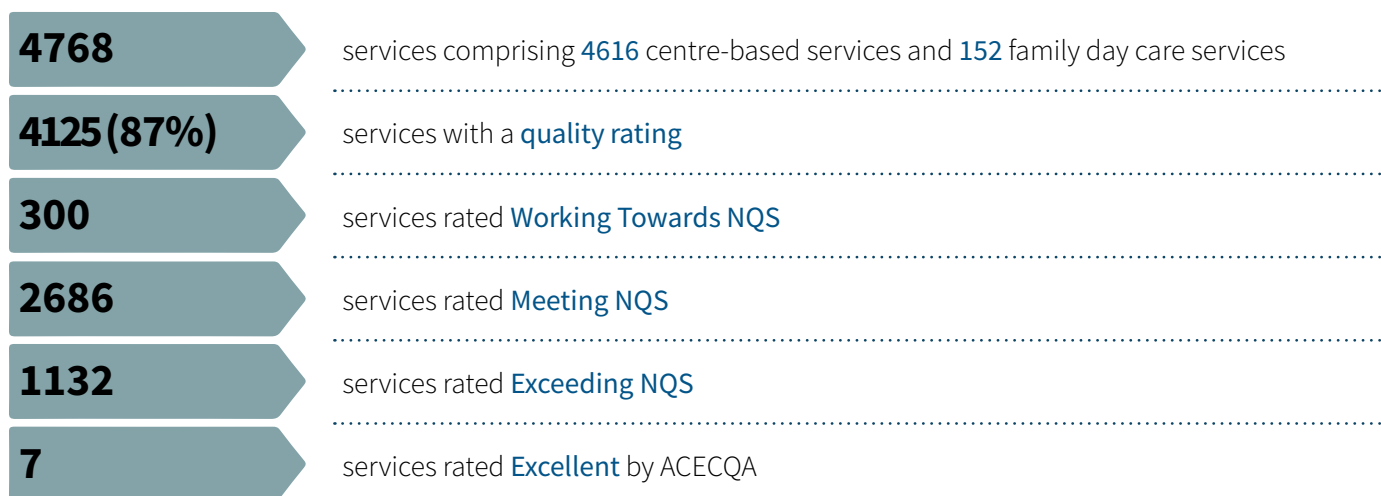 4768 services comprising 4616 centre-based services and 152 family day care services
4125 (87%) services with a quality rating
300 services rated Working Towards NQS
2686 services rated Meeting NQS
1132 services rated Exceeding NQS
7 services rated Excellent by ACECQA